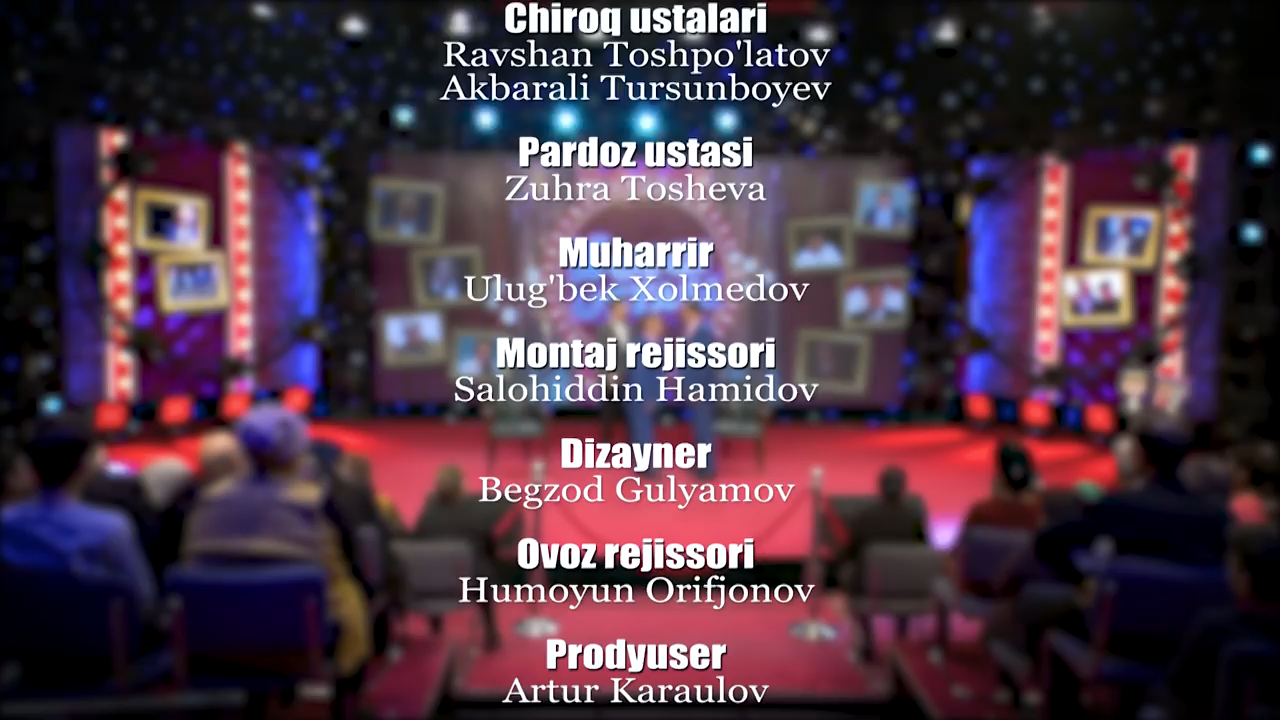 Chiroq ustalari
Ravshan Toshpo'latov
Akbarali Tursunboyev
Pardoz ustasi
Zuhra Tosheva
Muharrir
Ulug'bek Xolmedov
Montaj rejissori
Salohiddin Hamidov
Dizayner
Begzod Gulyamov
Ovoz rejissori
Humoyun Orifjonov
Prodyuser
Artur Karaulov